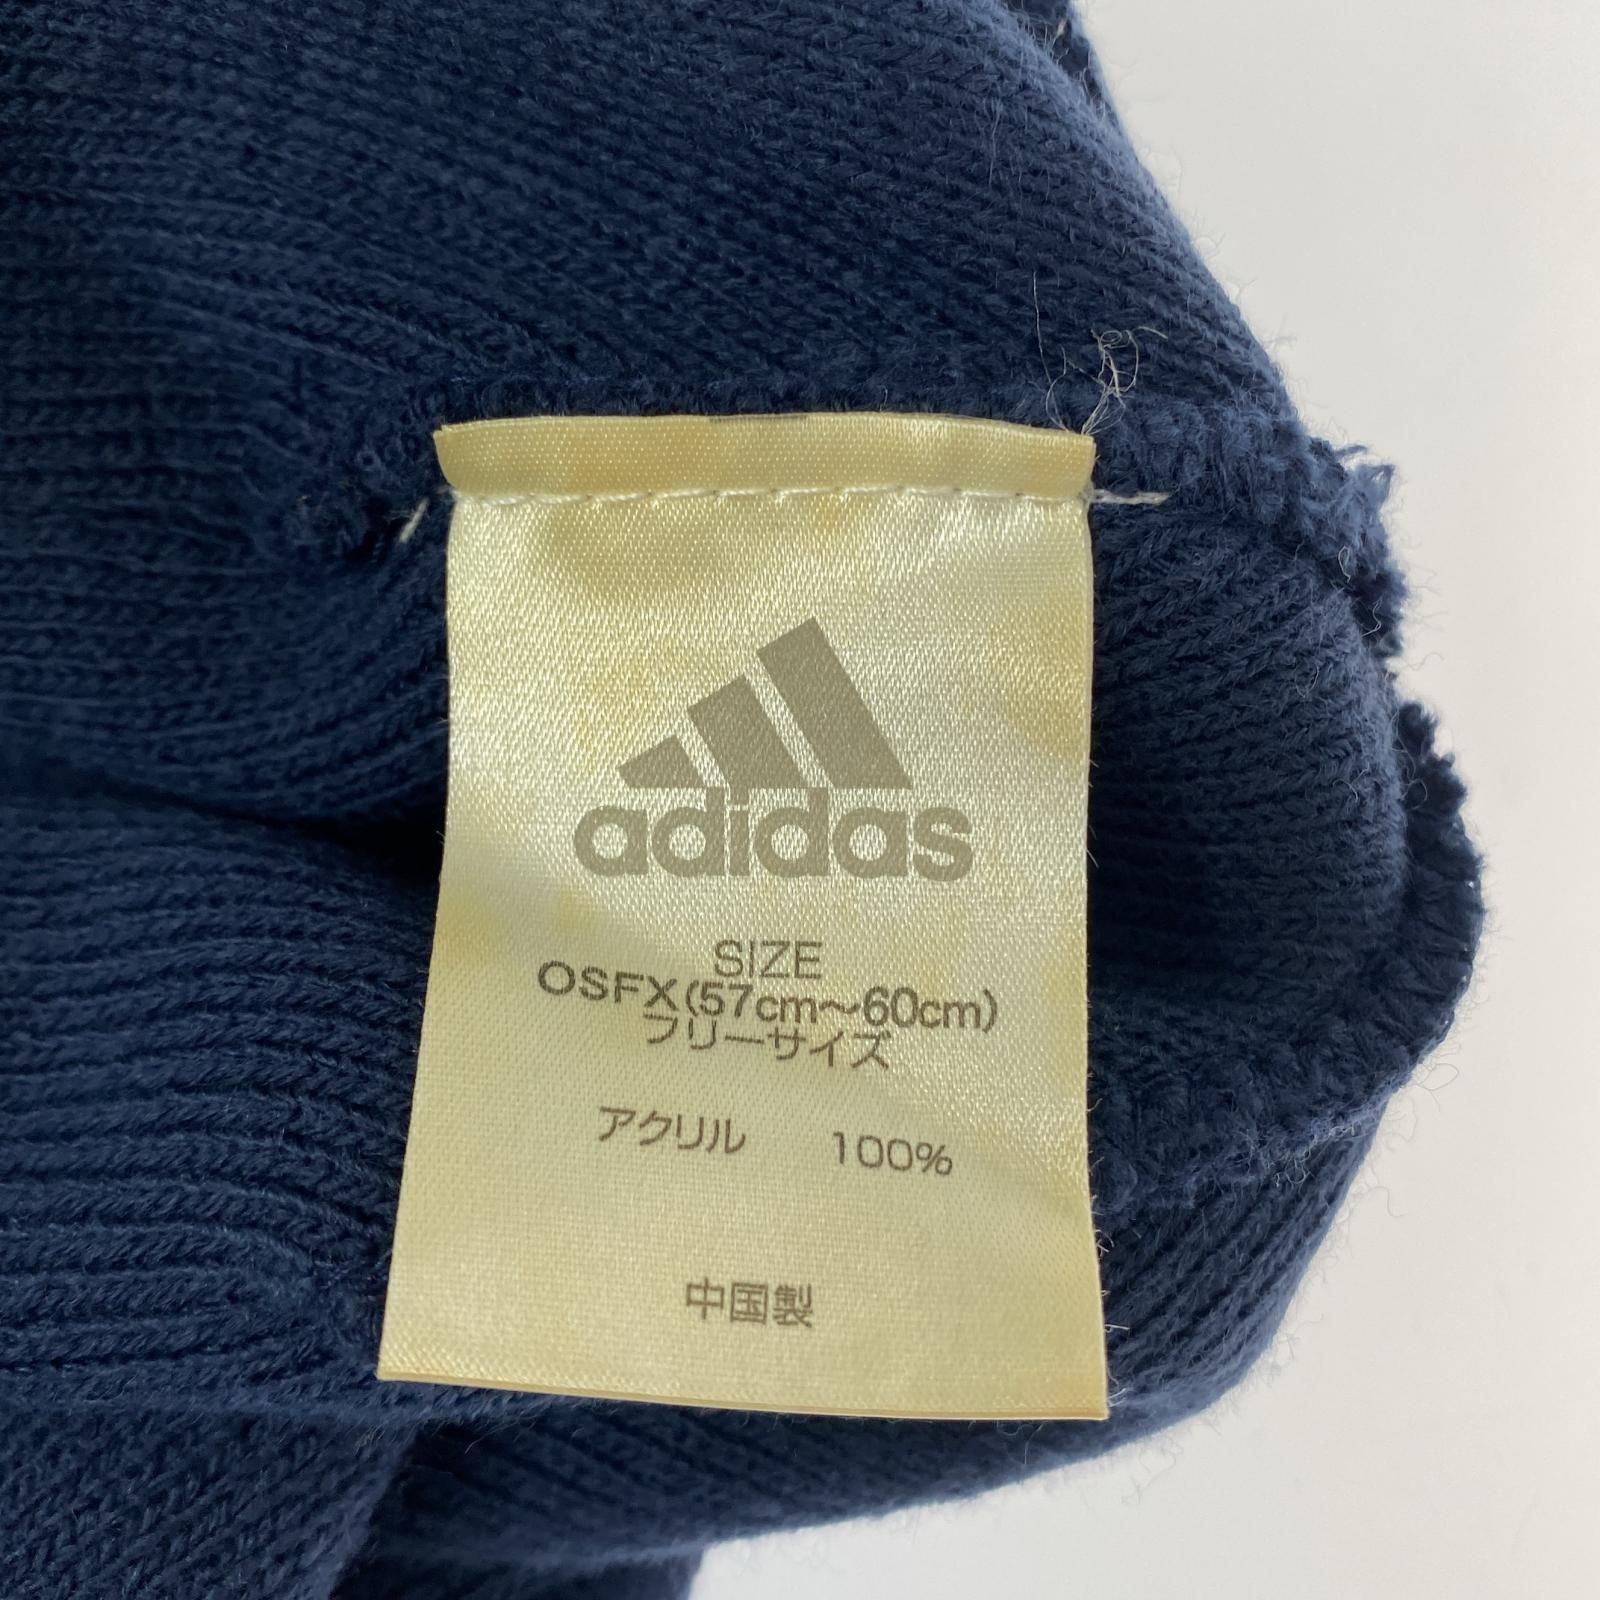 adidas
SIZE
OSFX(57cm～60cm)
フリーサイズ
アクリル 100%
中国製